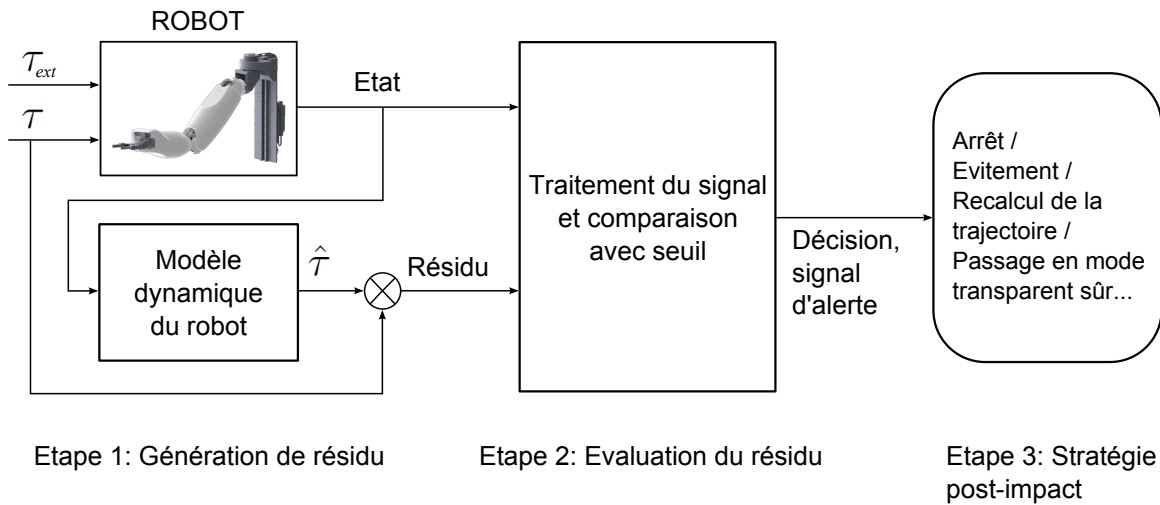 ROBOT
τ_ext
τ
Etat
Modèle
dynamique
du robot
τ̂
Résidu
Traitement du signal
et comparaison
avec seuil
Décision,
signal
d'alerte
Arrêt /
Evitement /
Recalcul de la
trajectoire /
Passage en mode
transparent sûr...
Etape 1: Génération de résidu
Etape 2: Evaluation du résidu
Etape 3: Stratégie
post-impact